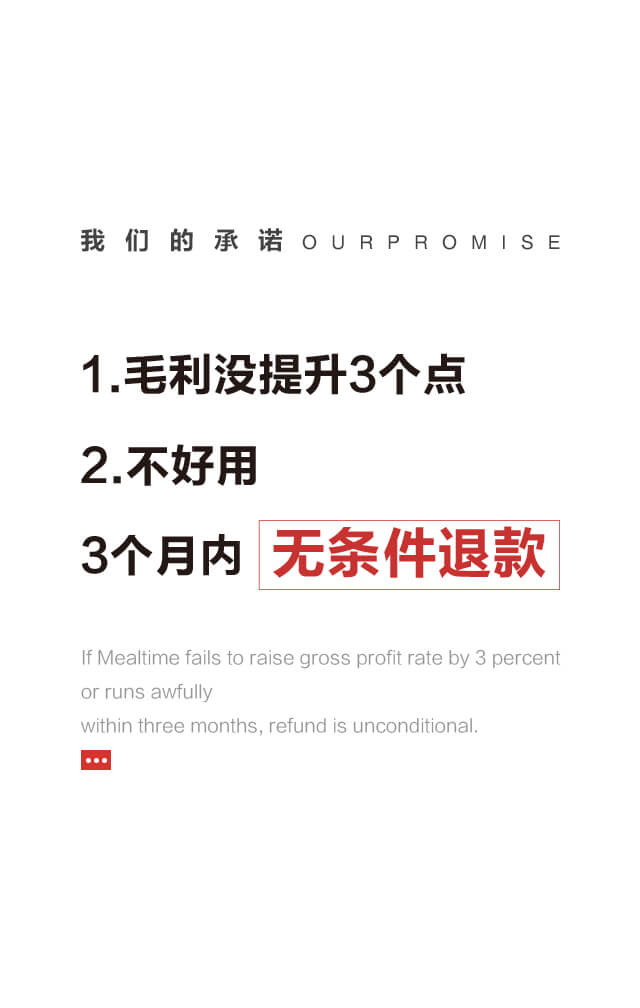 我们的承诺 OURPROMISE
1.毛利没提升3个点
2.不好用
3个月内 无条件退款
If Mealtime fails to raise gross profit rate by 3 percent
or runs awfully
within three months, refund is unconditional.